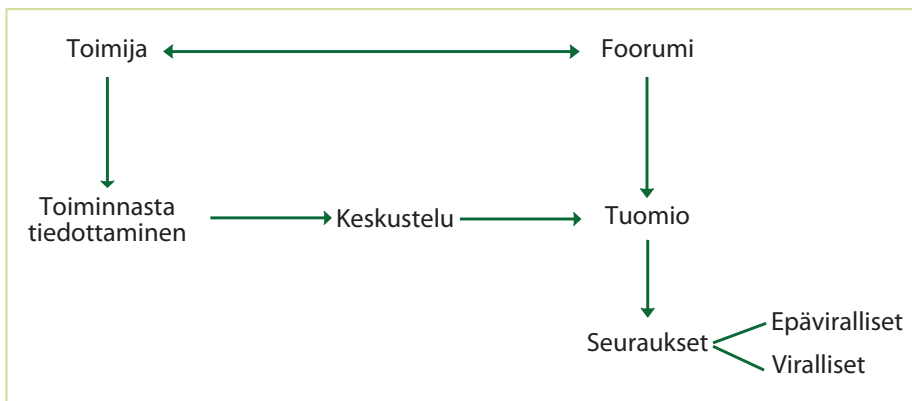 Toimija
Foorumi
Toiminnasta
tiedottaminen
Keskustelu
Tuomio
Seuraukset
Epäviralliset
Viralliset